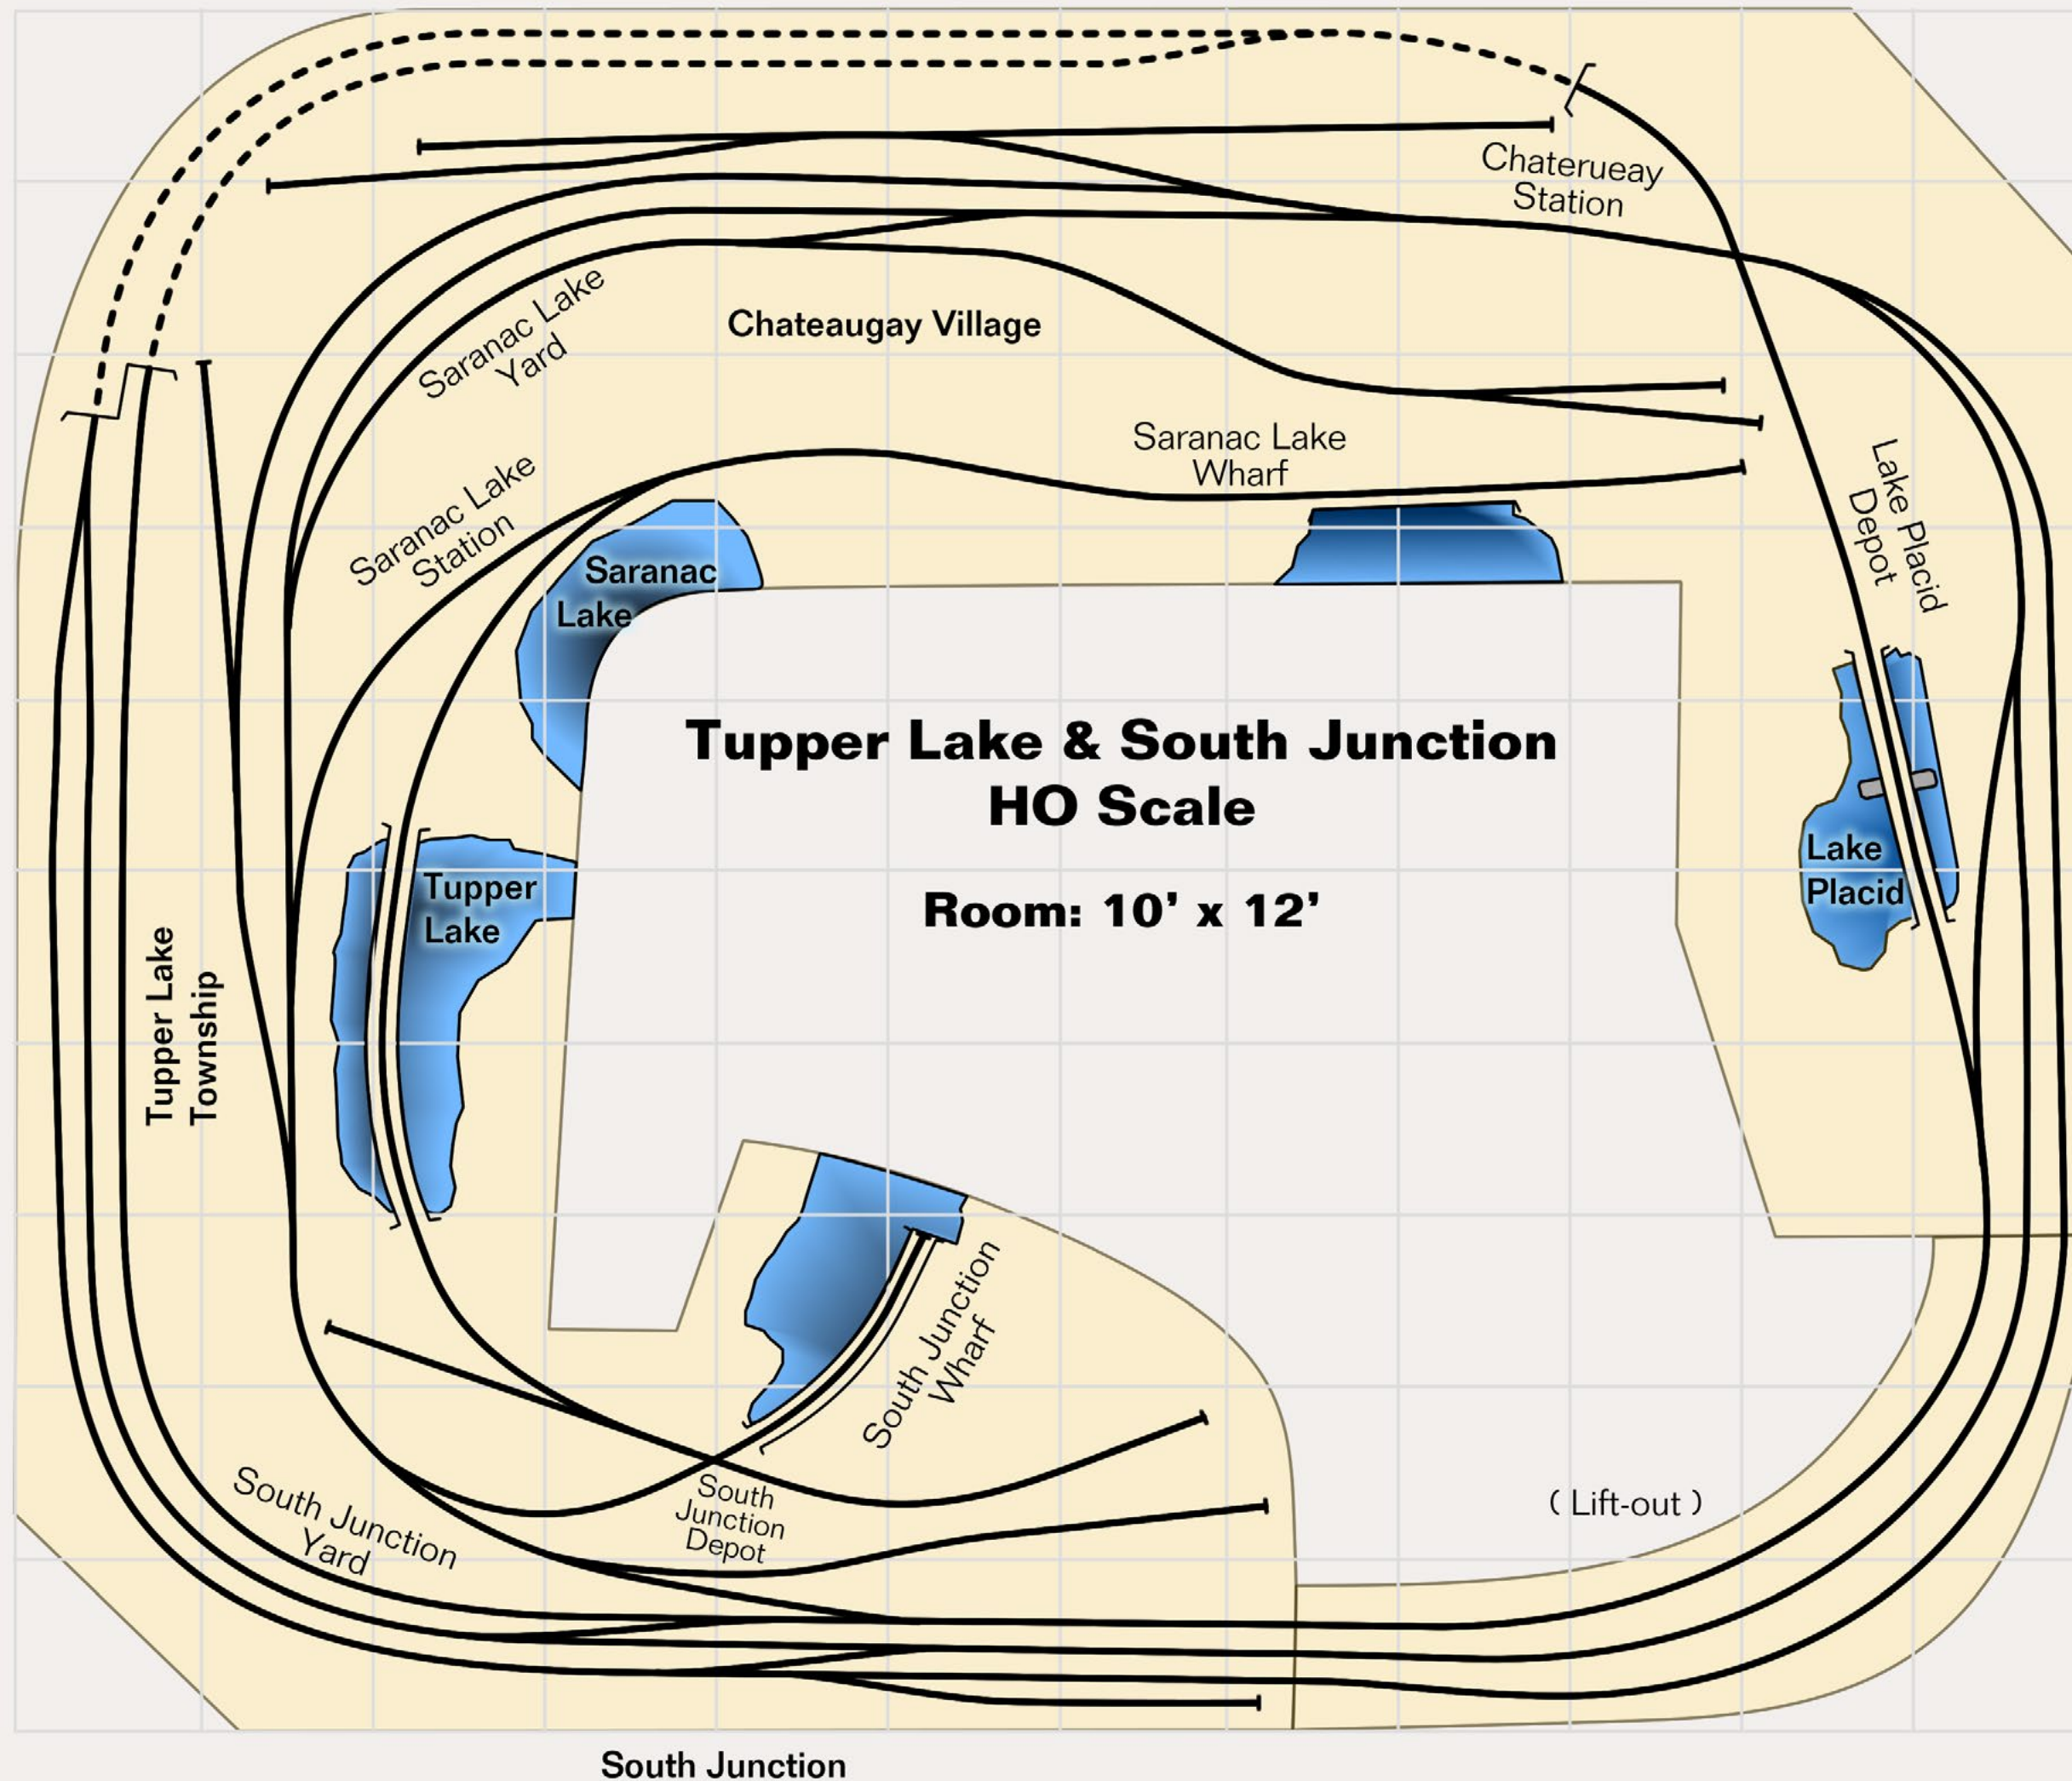 Chaterueay
Station
Saranac Lake
Yard
Chateaugay Village
Saranac Lake
Wharf
Saranac Lake
Station
Lake Placid
Depot
Saranac
Lake
Tupper Lake & South Junction
HO Scale
Room: 10’ x 12’
Tupper
Lake
Lake
Placid
Tupper Lake
Township
South Junction
Wharf
South Junction
Yard
South
Junction
Depot
( Lift-out )
South Junction